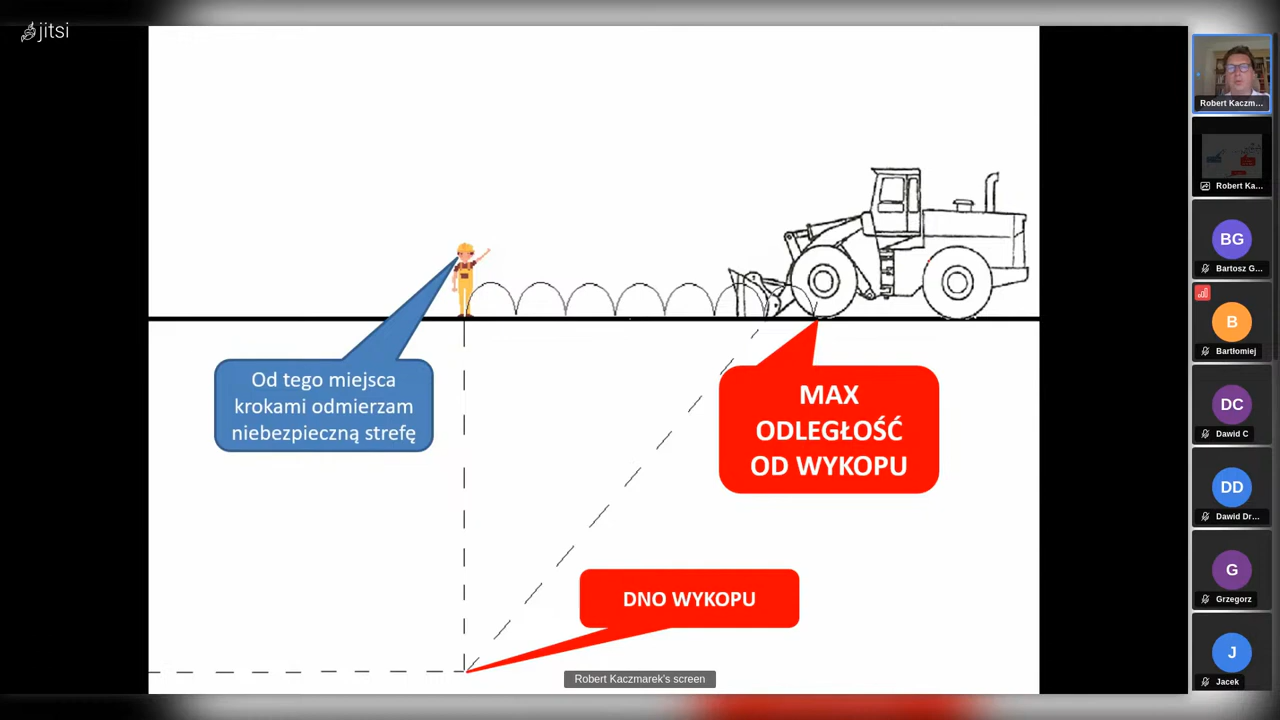 jitsi
Od tego miejsca
krokami odmierzam
niebezpieczną strefę
MAX
ODLEGŁOŚĆ
OD WYKOPU
DNO WYKOPU
Robert Kaczmarek's screen
Robert Kaczm...
Robert Ka...
BG
Bartosz G...
B
Bartłomiej
DC
Dawid C
DD
Dawid Dr...
G
Grzegorz
J
Jacek